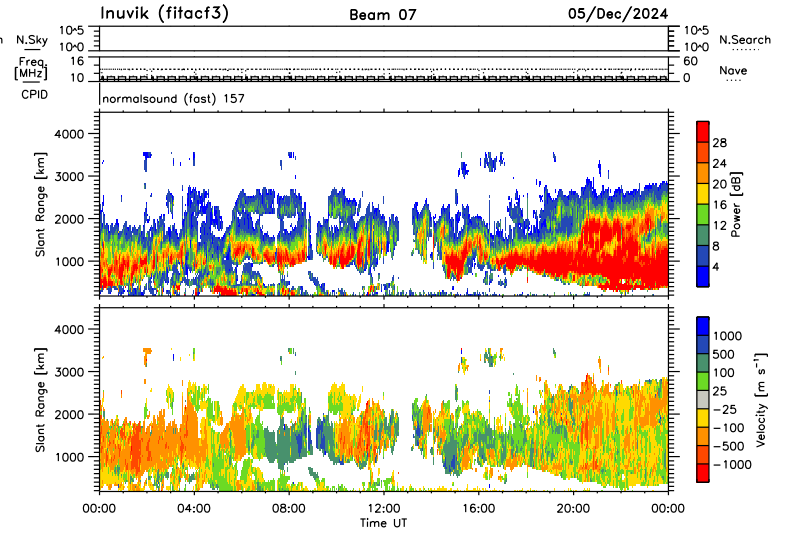 Inuvik (fitacf3) Beam 07 05/Dec/2024
N.Sky 10^5 10^5 N.Search
10^0 10^0
Freq. 16 60
[MHz] 10 0 Nave
CPID normalsound (fast) 157
Slant Range [km]
4000
3000
2000
1000
28
24
20
16
12
8
4
Power [dB]
Slant Range [km]
4000
3000
2000
1000
1000
500
100
25
-25
-100
-500
-1000
Velocity [m s⁻¹]
00:00 04:00 08:00 12:00 16:00 20:00 00:00
Time UT